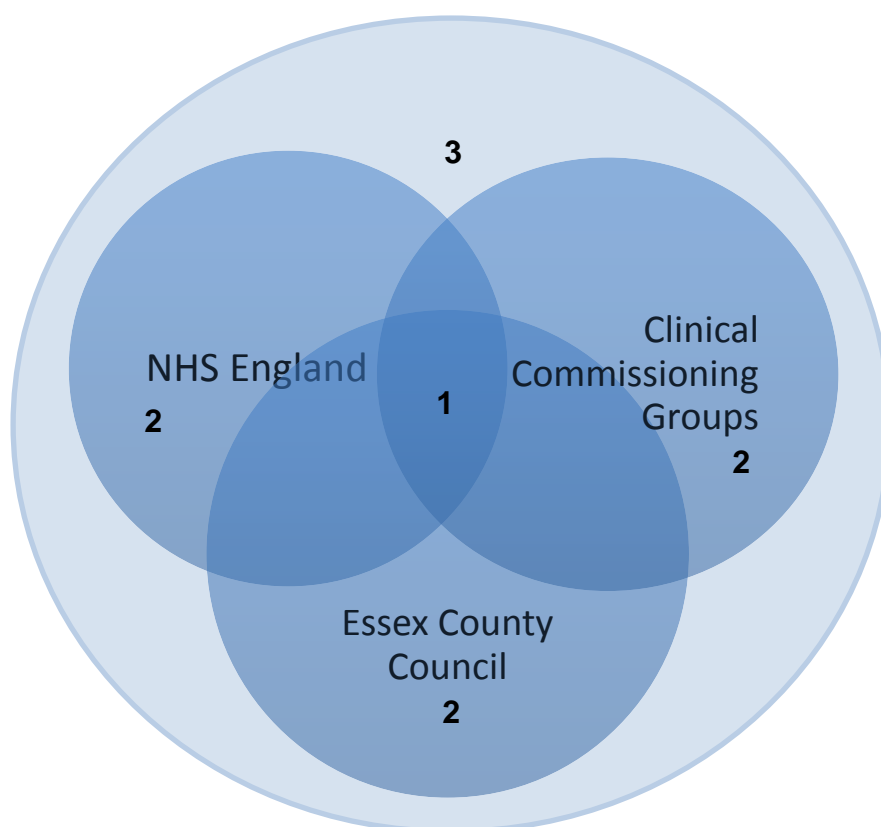 3
NHS England
2
Clinical
Commissioning
Groups
2
1
Essex County
Council
2